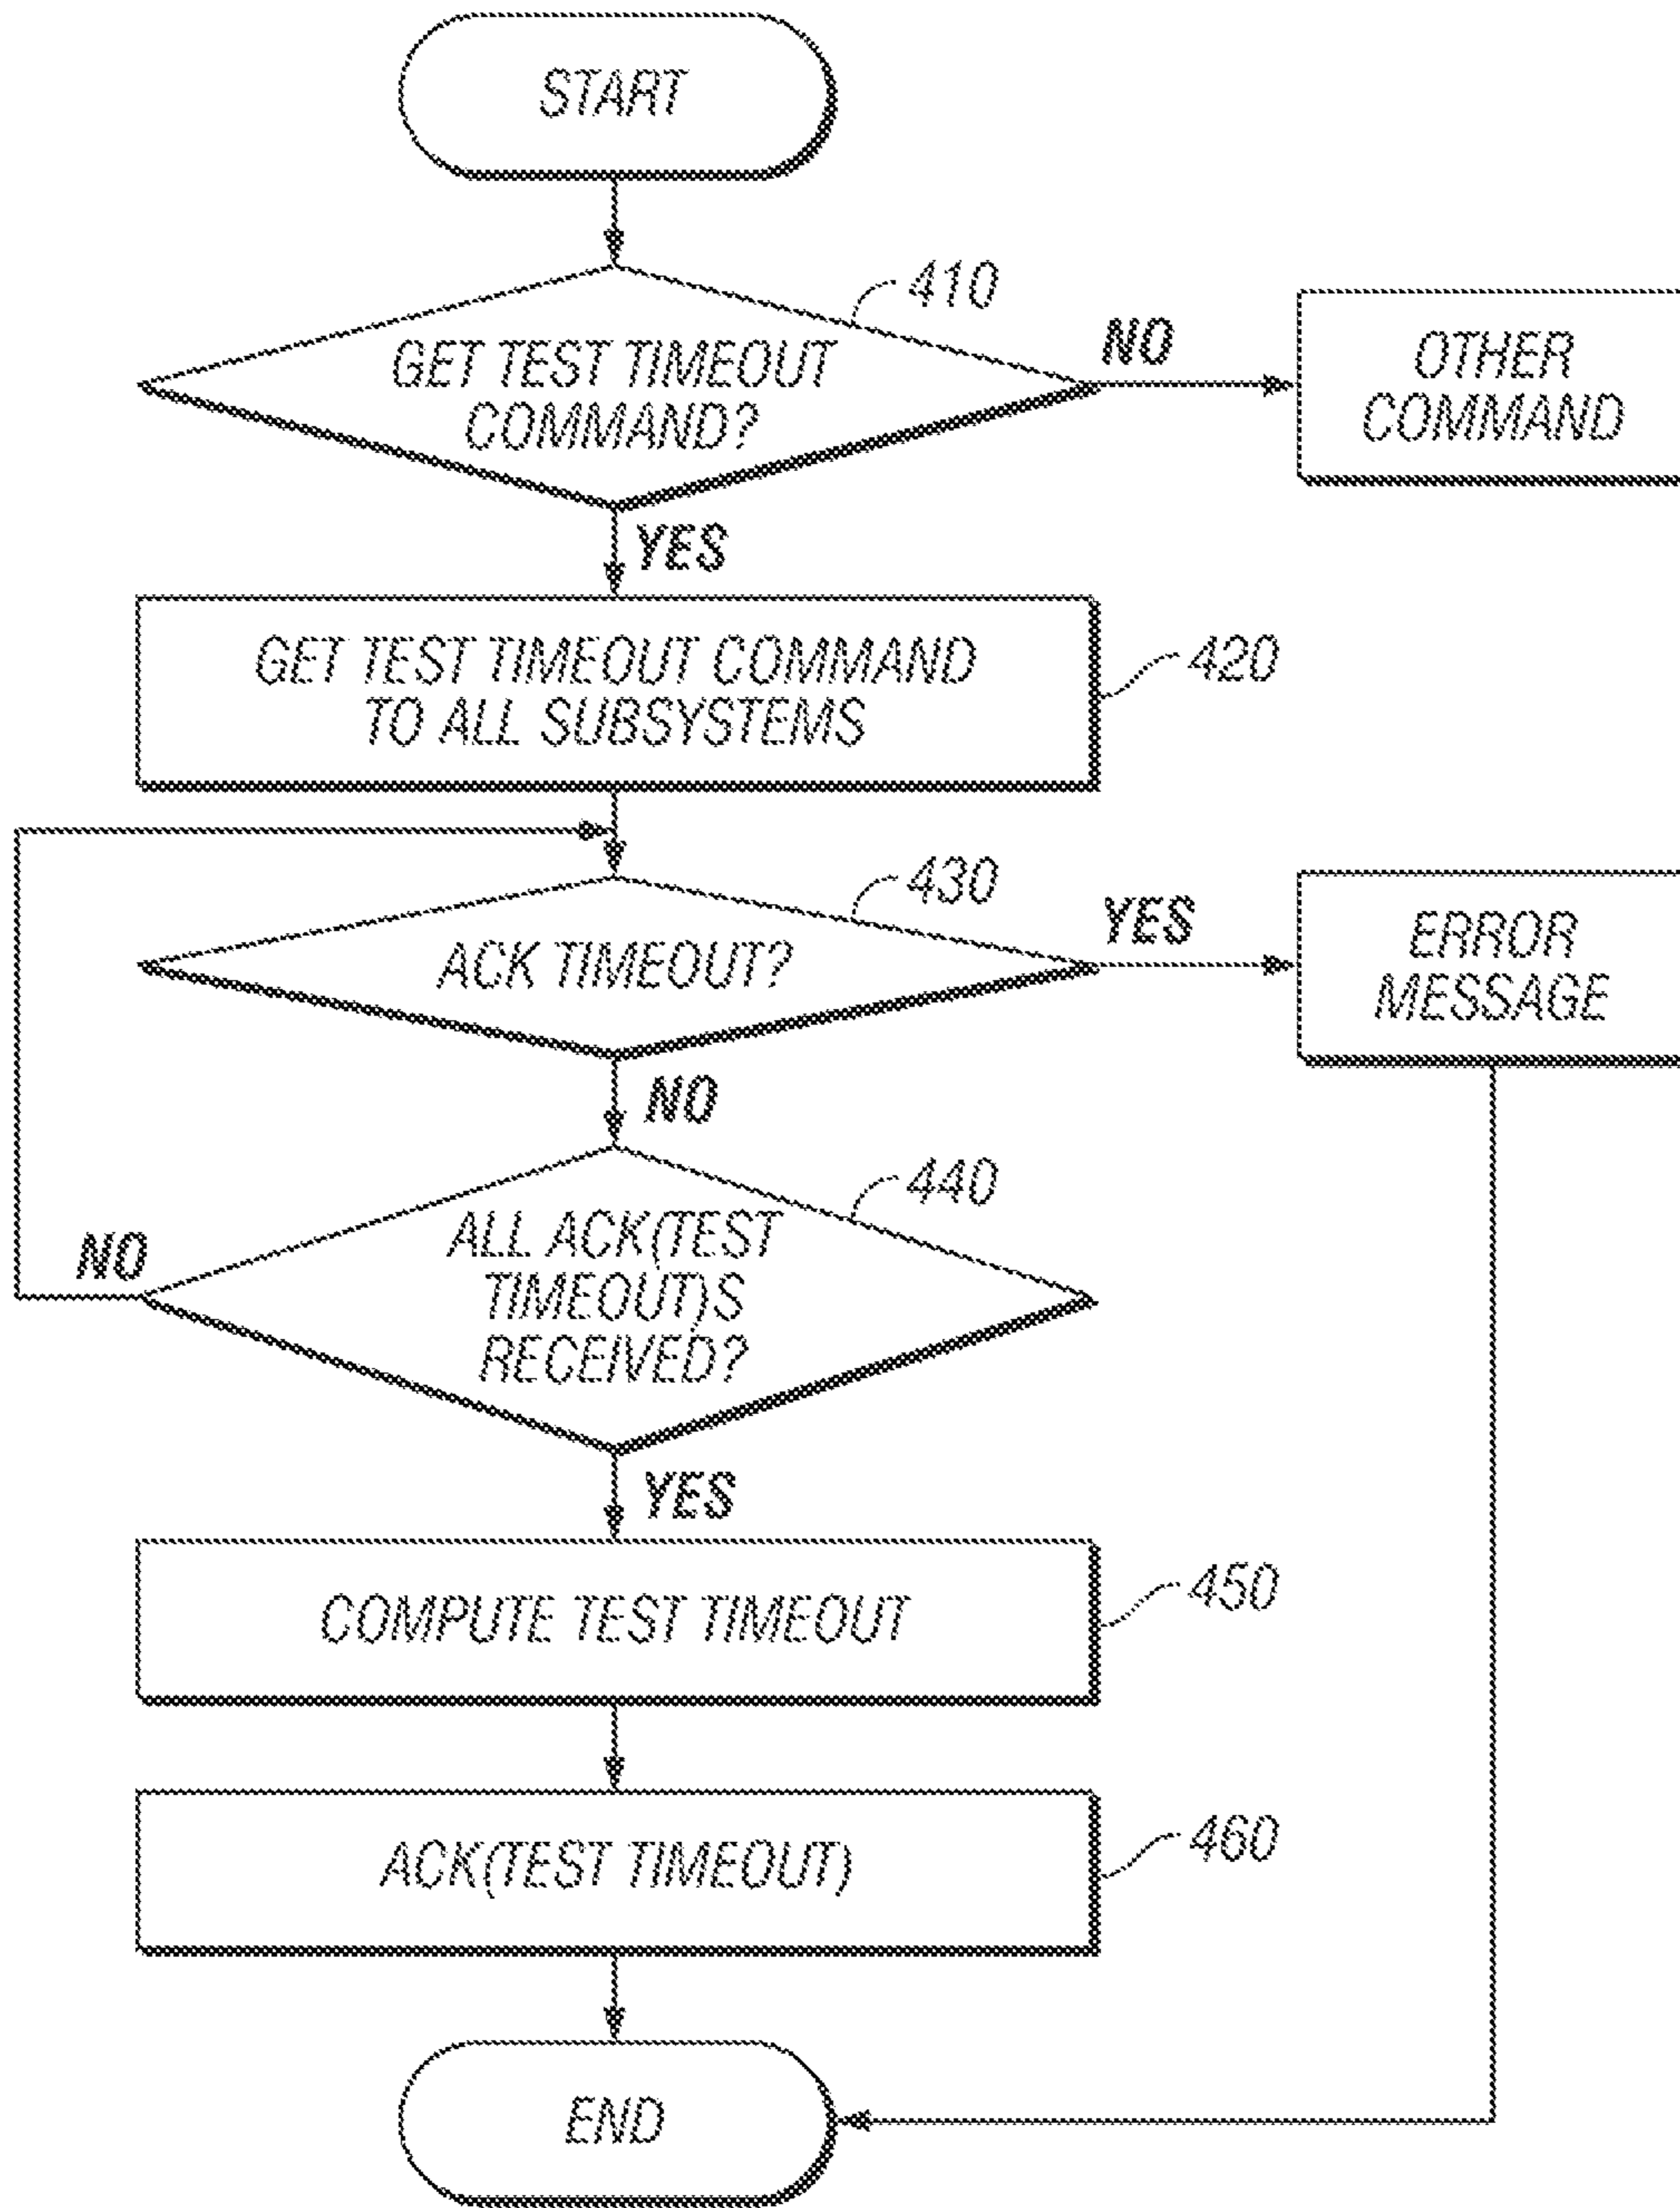 START
410
GET TEST TIMEOUT
COMMAND?
NO
OTHER
COMMAND
YES
GET TEST TIMEOUT COMMAND
TO ALL SUBSYSTEMS
420
430
ACK TIMEOUT?
YES
ERROR
MESSAGE
NO
440
ALL ACK(TEST
TIMEOUT)S
RECEIVED?
NO
YES
COMPUTE TEST TIMEOUT
450
ACK(TEST TIMEOUT)
460
END